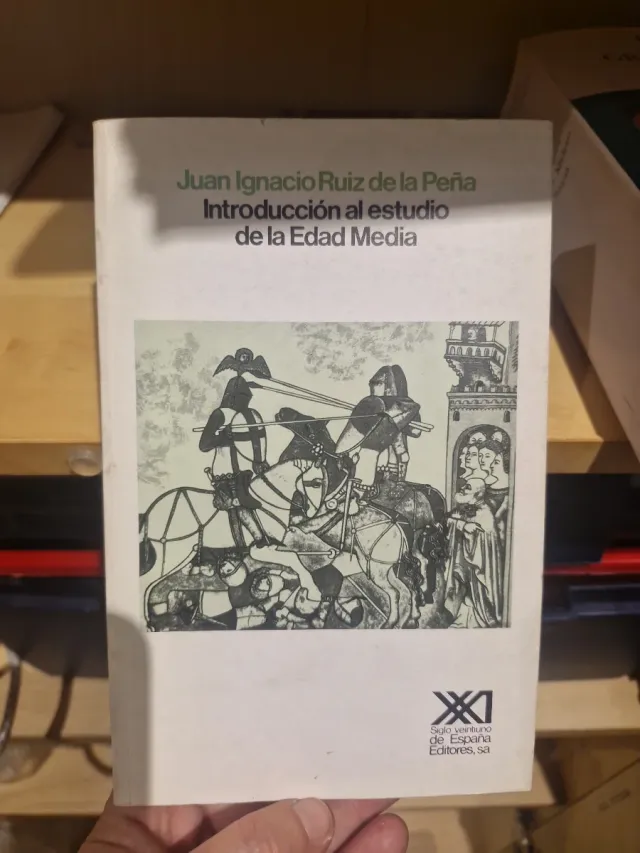 Juan Ignacio Ruiz de la Peña
Introducción al estudio
de la Edad Media
XXI
Siglo veintiuno
de España
Editores, sa